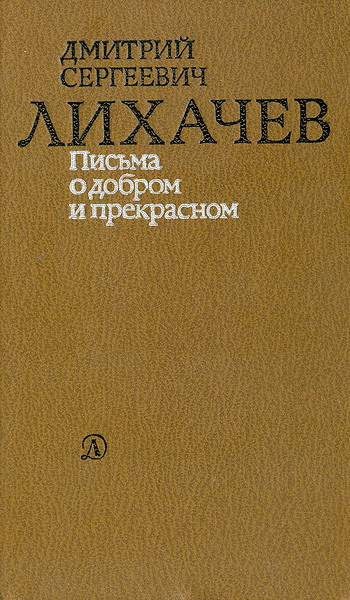 ДМИТРИЙ
СЕРГЕЕВИЧ
ЛИХАЧЕВ
Письма
о добром
и прекрасном
Д